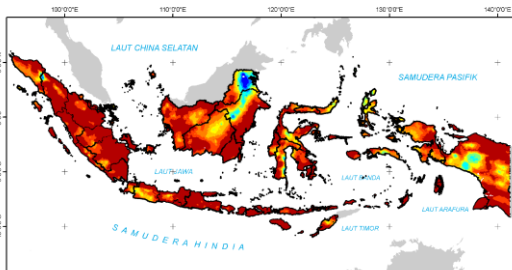 100°0'0"E 110°0'0"E 120°0'0"E 130°0'0"E 140°0'0"E
LAUT CHINA SELATAN
SAMUDERA PASIFIK
LAUT JAWA
LAUT BANDA
LAUT ARAFURA
LAUT TIMOR
SAMUDERA HINDIA